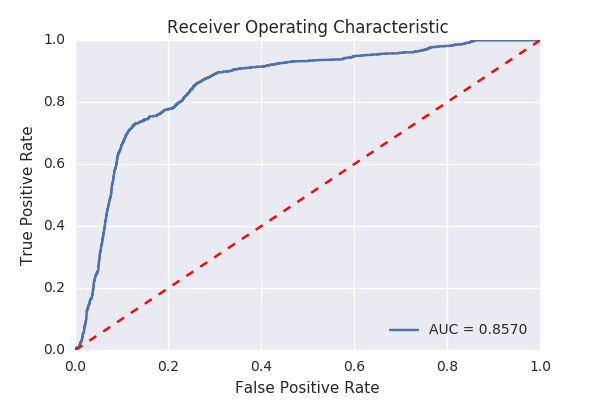 Receiver Operating Characteristic
1.0
0.8
0.6
0.4
0.2
0.0
True Positive Rate
AUC = 0.8570
0.0 0.2 0.4 0.6 0.8 1.0
False Positive Rate